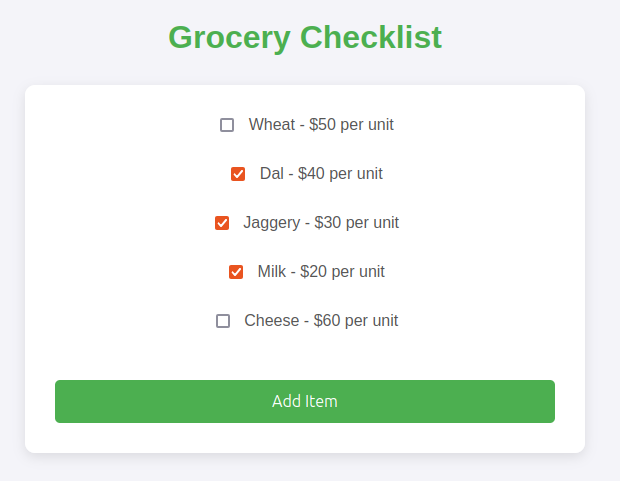 Grocery Checklist
Wheat - $50 per unit
Dal - $40 per unit
Jaggery - $30 per unit
Milk - $20 per unit
Cheese - $60 per unit
Add Item